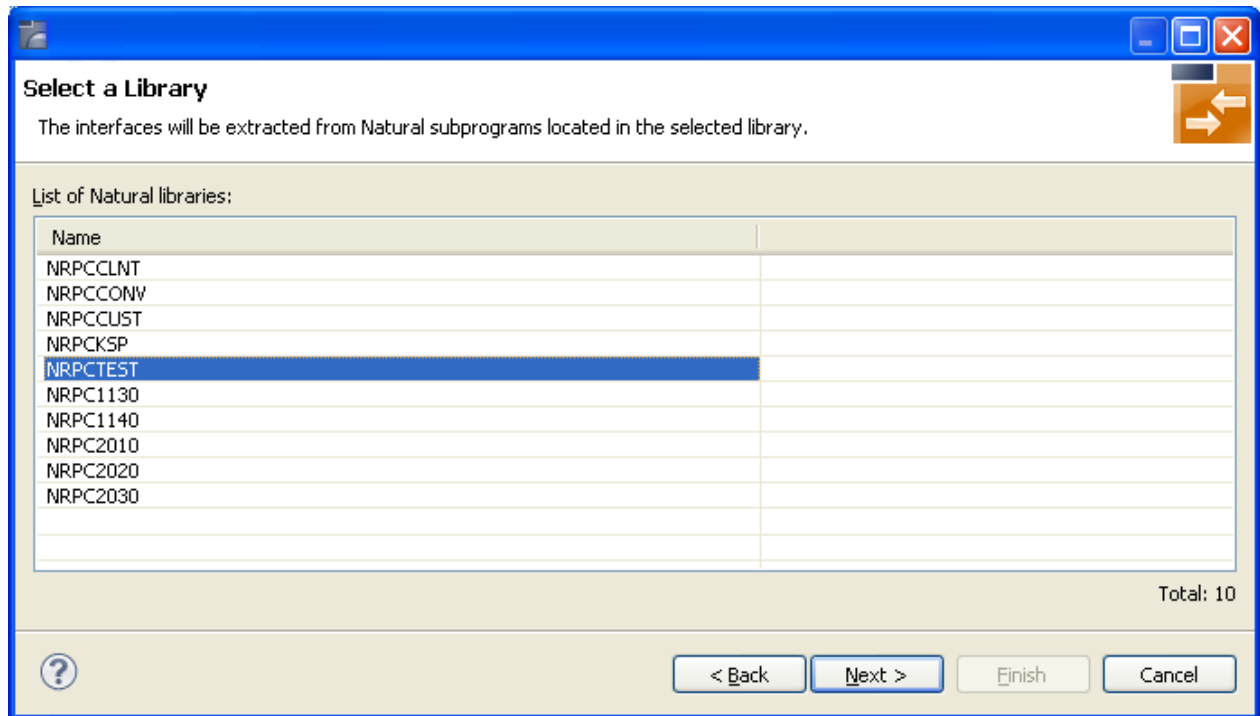 Select a Library
The interfaces will be extracted from Natural subprograms located in the selected library.
List of Natural libraries:
Name
NRPCCLNT
NRPCCONV
NRPCCUST
NRPCKSP
NRPCTEST
NRPC1130
NRPC1140
NRPC2010
NRPC2020
NRPC2030
Total: 10
? < Back Next > Finish Cancel